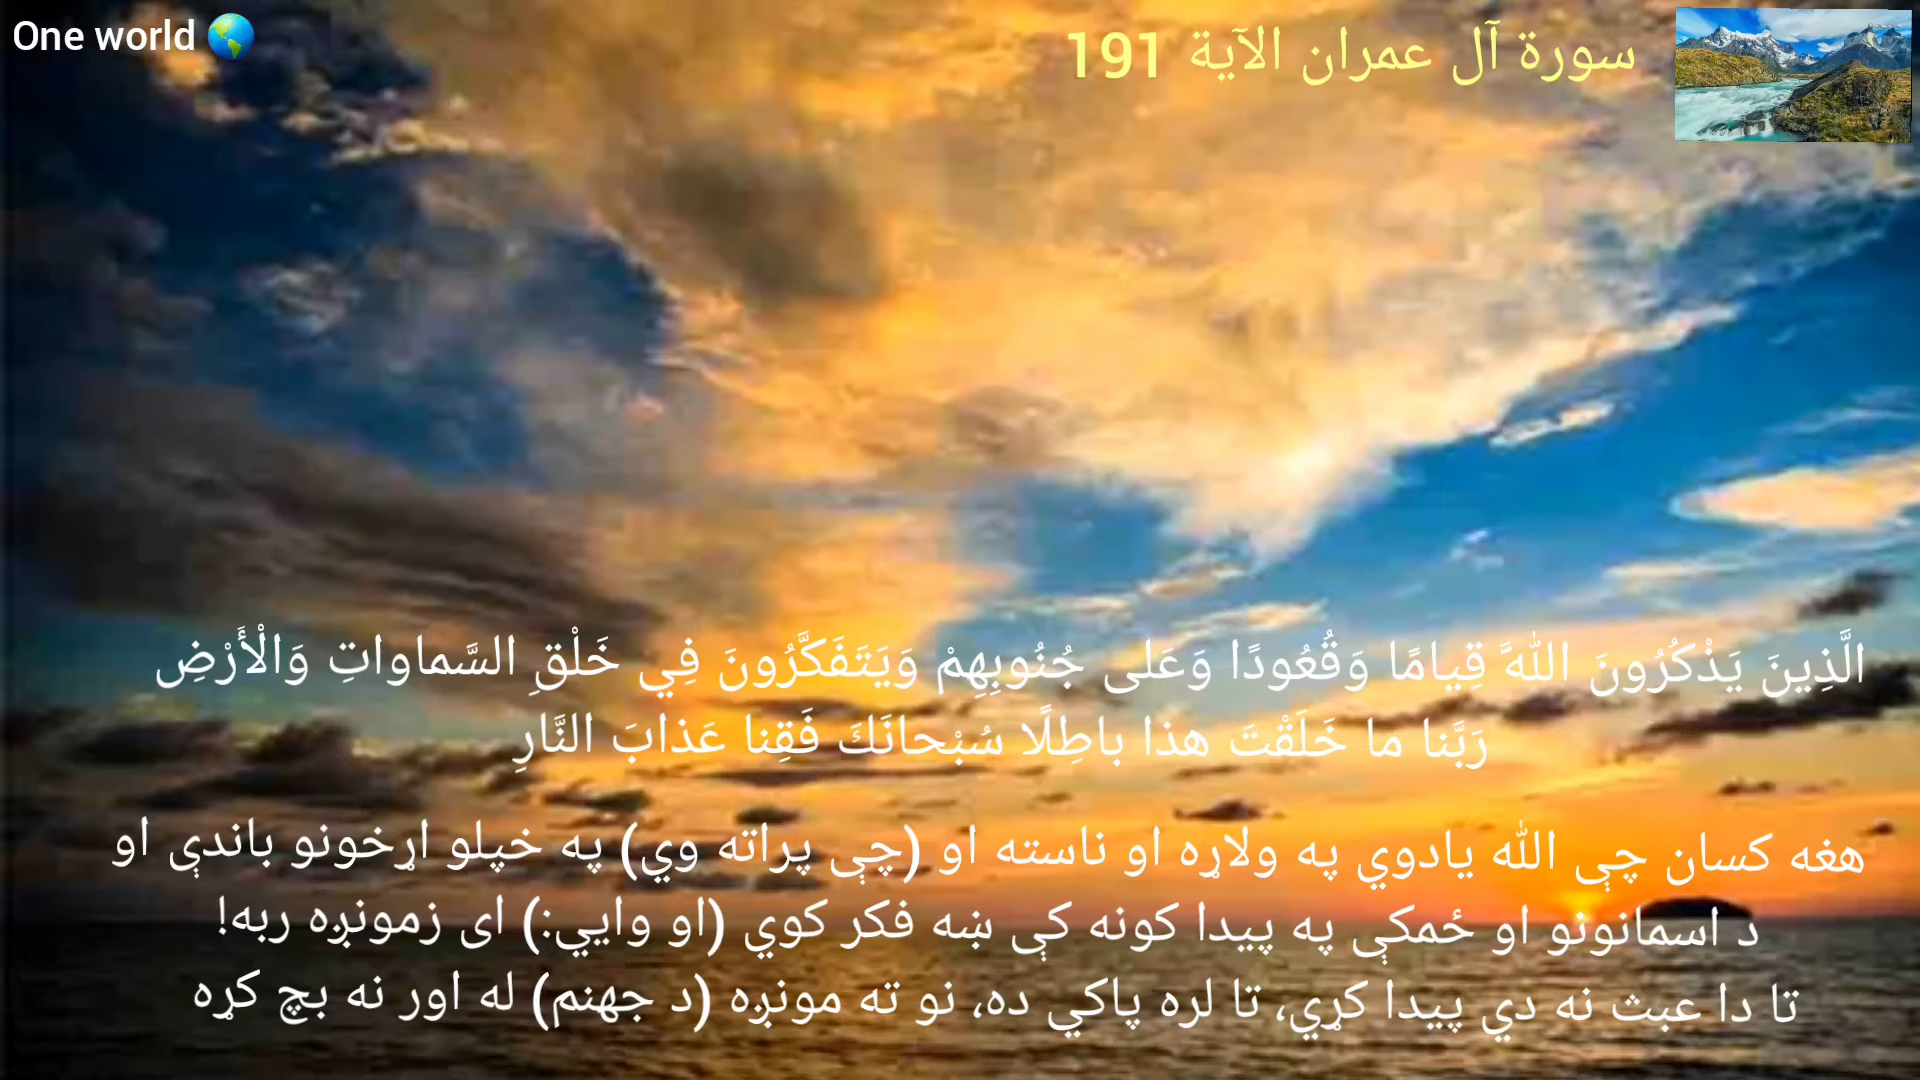 One world 🌎
سورة آل عمران الآية 191
الَّذِينَ يَذْكُرُونَ اللَّهَ قِيامًا وَقُعُودًا وَعَلى جُنُوبِهِمْ وَيَتَفَكَّرُونَ فِي خَلْقِ السَّماواتِ وَالْأَرْضِ
رَبَّنا ما خَلَقْتَ هذا باطِلًا سُبْحانَكَ فَقِنا عَذابَ النَّارِ
هغه کسان چې الله یادوي په ولاړه او ناسته او (چې پراته وي) په خپلو اړخونو باندې او
د اسمانونو او ځمکې په پیدا کونه کې ښه فکر کوي (او وايي:) ای زمونږه ربه!
تا دا عبث نه دي پیدا کړي، تا لره پاکي ده، نو ته مونږه (د جهنم) له اور نه بچ کړه